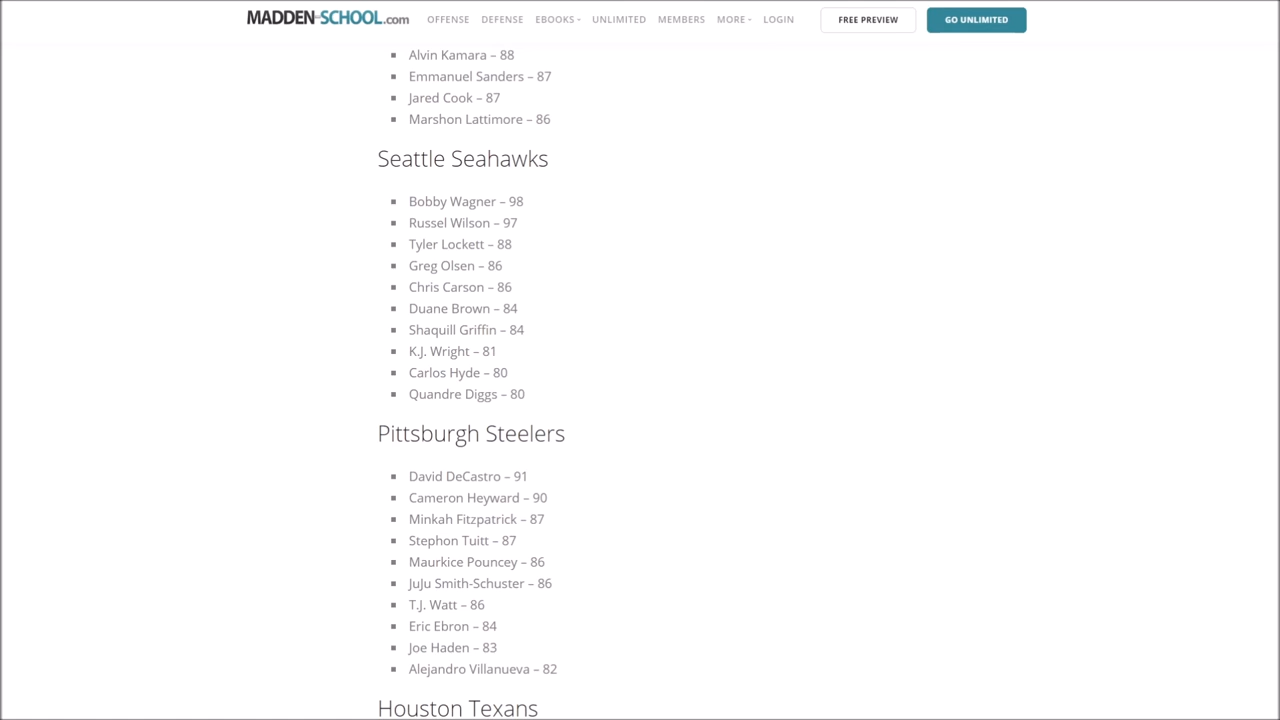 MADDEN-SCHOOL.com OFFENSE DEFENSE EBOOKS UNLIMITED MEMBERS MORE LOGIN FREE PREVIEW GO UNLIMITED
Alvin Kamara – 88
Emmanuel Sanders – 87
Jared Cook – 87
Marshon Lattimore – 86
Seattle Seahawks
Bobby Wagner – 98
Russel Wilson – 97
Tyler Lockett – 88
Greg Olsen – 86
Chris Carson – 86
Duane Brown – 84
Shaquill Griffin – 84
K.J. Wright – 81
Carlos Hyde – 80
Quandre Diggs – 80
Pittsburgh Steelers
David DeCastro – 91
Cameron Heyward – 90
Minkah Fitzpatrick – 87
Stephon Tuitt – 87
Maurkice Pouncey – 86
JuJu Smith-Schuster – 86
T.J. Watt – 86
Eric Ebron – 84
Joe Haden – 83
Alejandro Villanueva – 82
Houston Texans